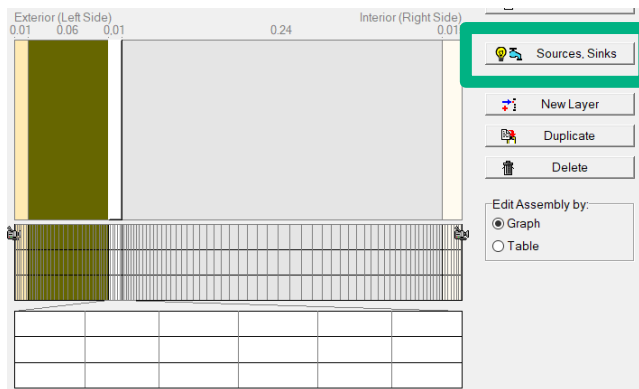 Exterior (Left Side) Interior (Right Side)
0.01 0.06 0.01 0.24 0.01
Sources, Sinks
New Layer
Duplicate
Delete
Edit Assembly by:
Graph
Table